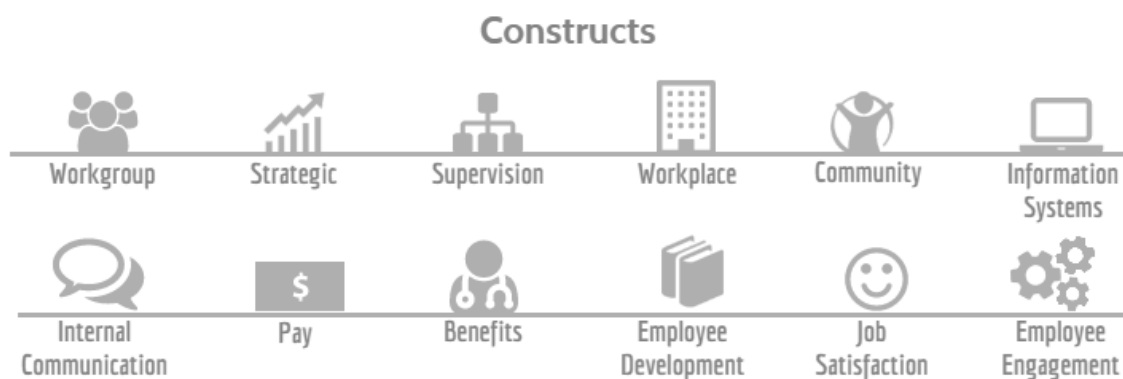 Constructs
Workgroup
Strategic
Supervision
Workplace
Community
Information
Systems
$
Internal
Communication
Pay
Benefits
Employee
Development
Job
Satisfaction
Employee
Engagement